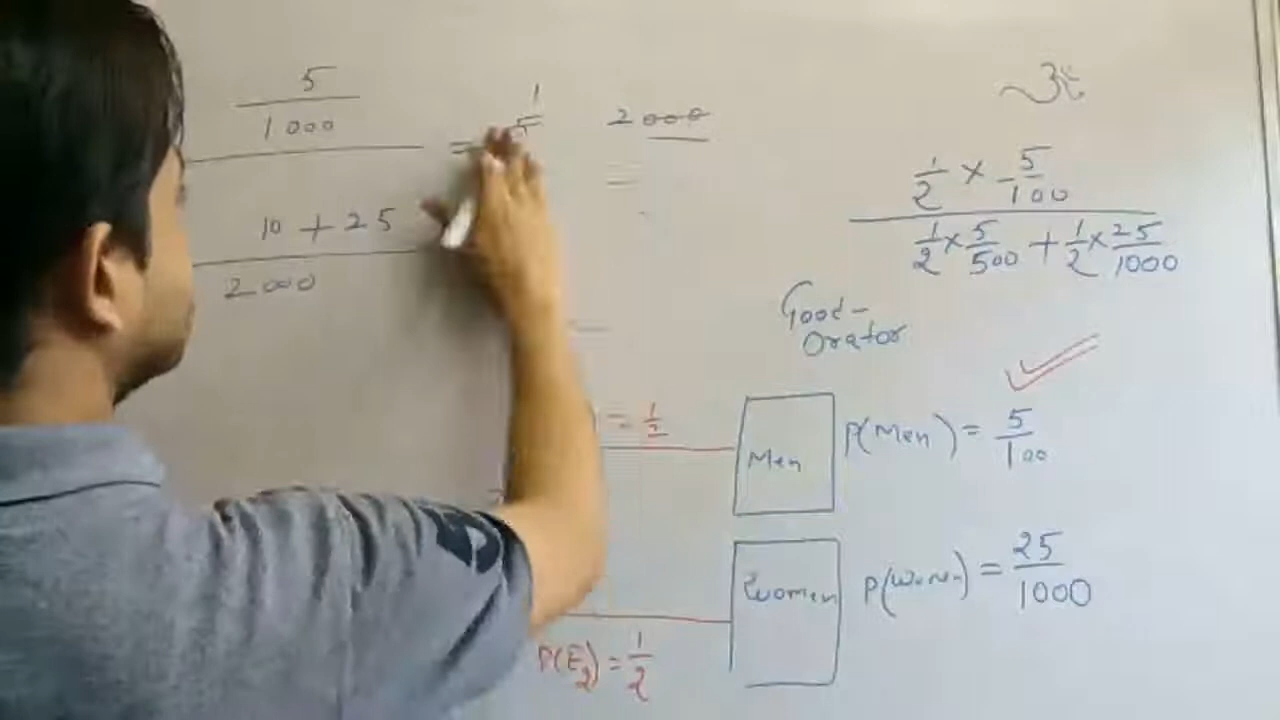 5
1000
10 + 25
2000
=
1
5
2000
=
1/2 × 5/100
1/2 × 5/500 + 1/2 × 25/1000
Good-
Orator
= 1/2
Men
P(Men) = 5/100
Women
P(Women) = 25/1000
P(E2) = 1/2